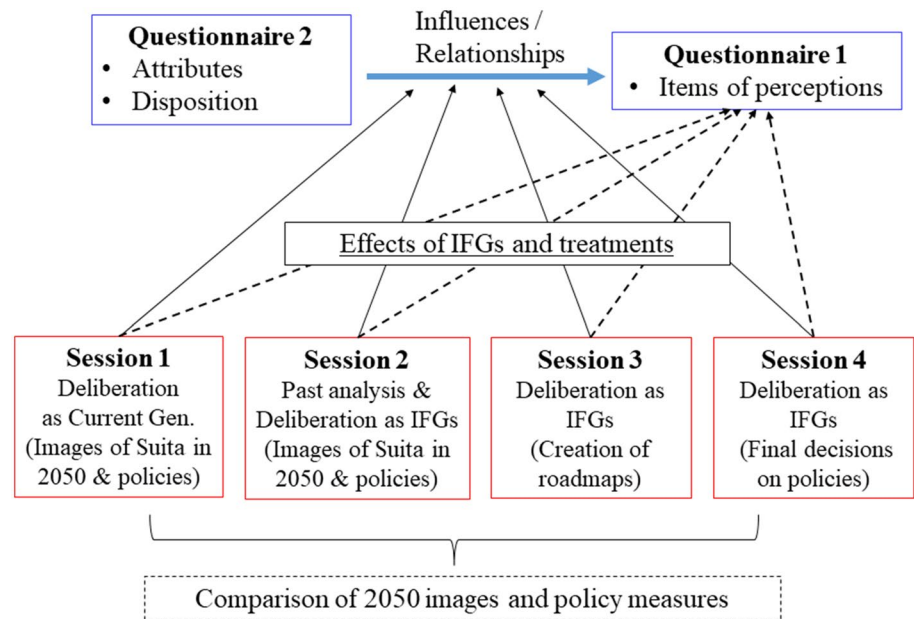 Questionnaire 2
• Attributes
• Disposition
Influences /
Relationships
Questionnaire 1
• Items of perceptions
Effects of IFGs and treatments
Session 1
Deliberation
as Current Gen.
(Images of Suita in
2050 & policies)
Session 2
Past analysis &
Deliberation as IFGs
(Images of Suita in
2050 & policies)
Session 3
Deliberation as
IFGs
(Creation of
roadmaps)
Session 4
Deliberation as
IFGs
(Final decisions
on policies)
Comparison of 2050 images and policy measures